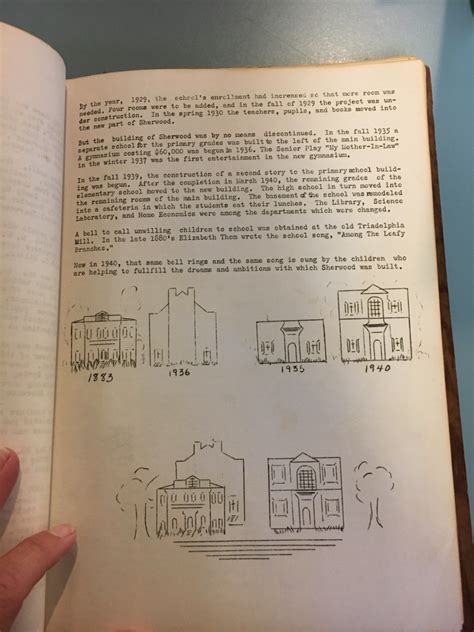 By the year, 1929, the school's enrollment had increased so that more room was
needed. Four rooms were to be added, and in the fall of 1929 the project was un-
der construction. In the spring 1930 the teachers, pupils, and books moved into
the new part of Sherwood.
But the building of Sherwood was by no means discontinued. In the fall 1935 a
separate school for the primary grades was built to the left of the main building.
A gymnasium costing $60,000 was begun in 1936. The Senior Play "My Mother-In-Law"
in the winter 1937 was the first entertainment in the new gymnasium.
In the fall 1939, the construction of a second story to the primary school build-
ing was begun. After the completion in March 1940, the remaining grades of the
elementary school moved to the new building. The high school in turn moved into
the remaining rooms of the main building. The basement of the school was remodeled
into a cafeteria in which the students eat their lunches. The Library, Science
Laboratory, and Home Economics were among the departments which were changed.
A bell to call unwilling children to school was obtained at the old Triadelphia
Mill. In the late 1880's Elizabeth Thom wrote the school song, "Among The Leafy
Branches."
Now in 1940, that same bell rings and the same song is sung by the children who
are helping to fullfill the dreams and ambitions with which Sherwood was built.
1883 1936 1935 1940